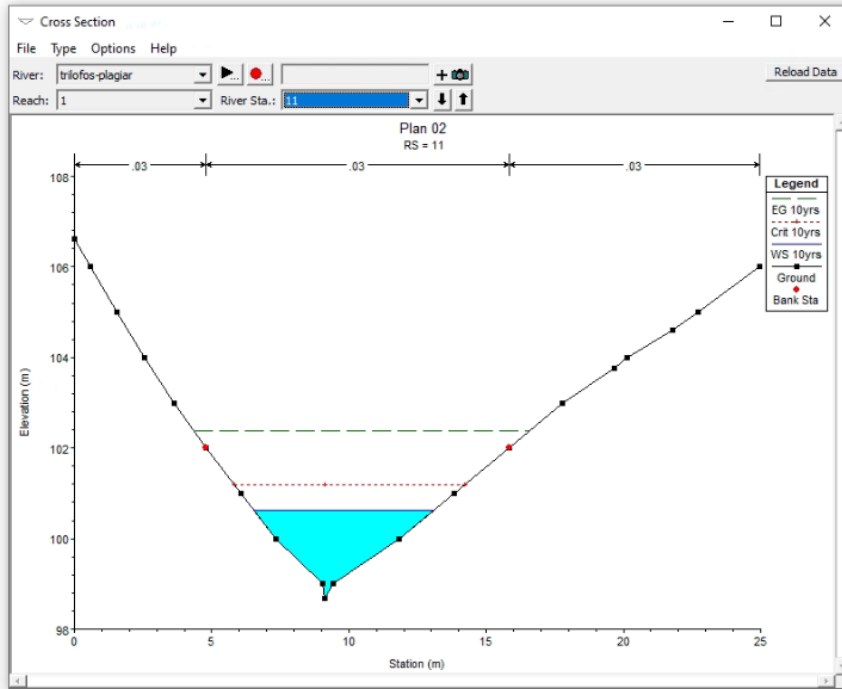 Cross Section
File Type Options Help
River: trilofos-plagiar ... ... + Reload Data
Reach: 1 River Sta.: 11
Plan 02
RS = 11
.03 .03 .03
Legend
EG 10yrs
Crit 10yrs
WS 10yrs
Ground
Bank Sta
108
106
104
102
100
98
Elevation (m)
0 5 10 15 20 25
Station (m)